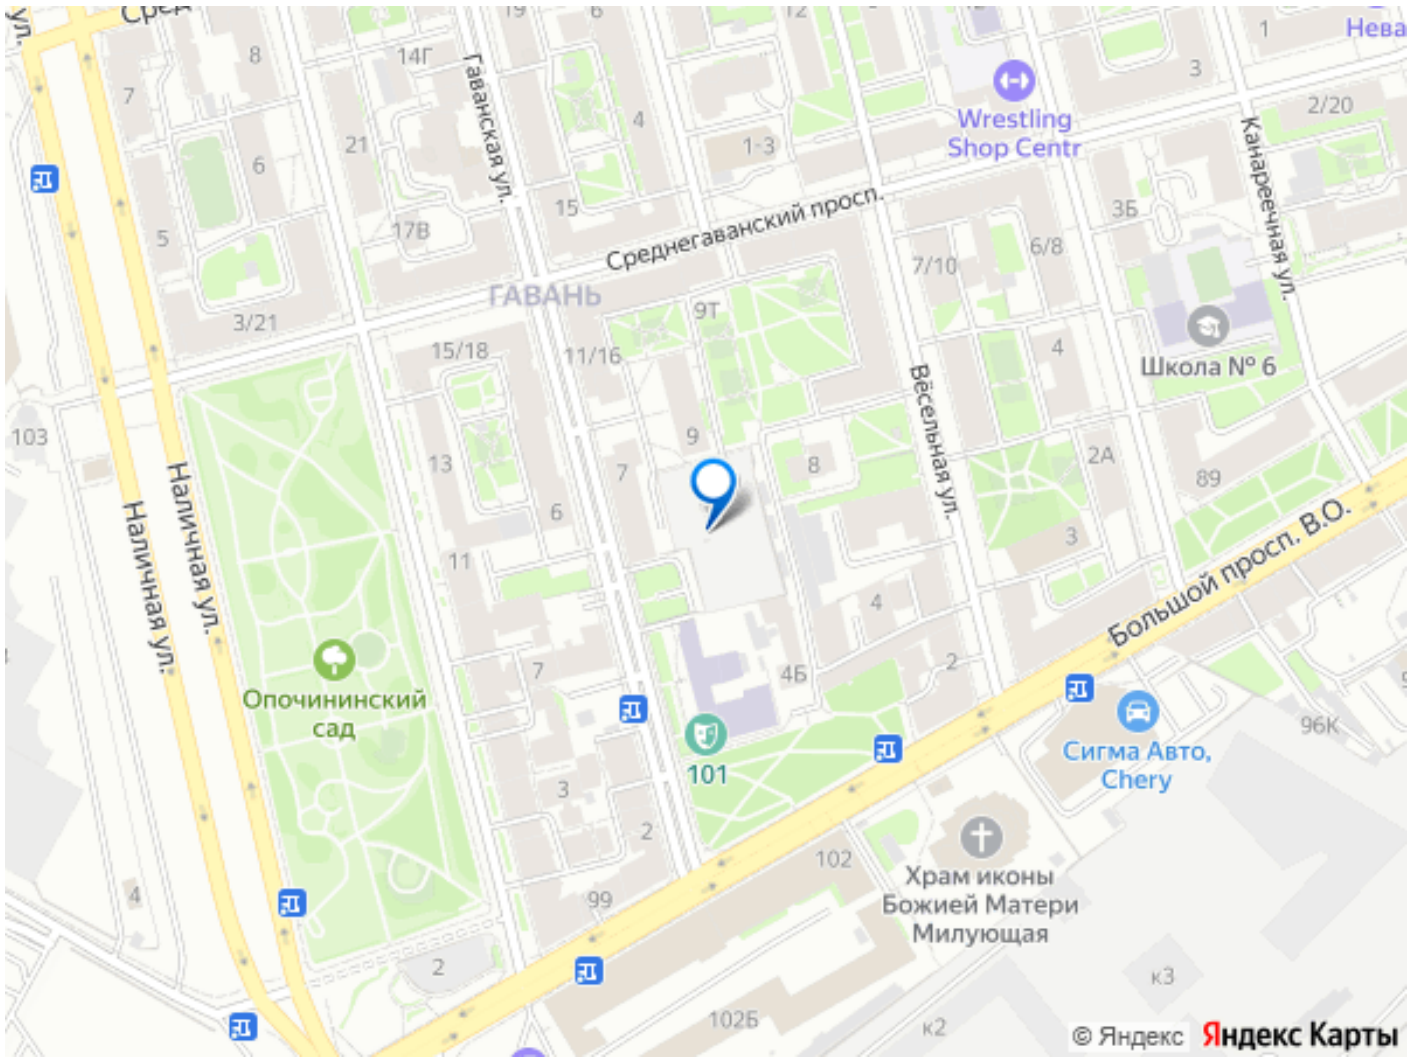 ул.
Сре
19
6
12
1
Нева
8
14Г
7
3
Wrestling
Shop Centr
2/20
Гаванская ул.
4
1-3
21
6
Канареечная ул.
15
3Б
17В
5
Среднегаванский просп.
6/8
7/10
ГАВАНЬ
3/21
9Т
15/18
11/16
4
Школа № 6
Вёсельная ул.
103
13
9
7
8
2А
89
Наличная ул.
Наличная ул.
6
3
11
Большой просп. В.О.
4
7
4Б
2
Опочининский
сад
96К
101
Сигма Авто,
Chery
3
2
102
4
99
Храм иконы
Божией Матери
Милующая
2
к3
102Б
к2
© Яндекс
Яндекс Карты